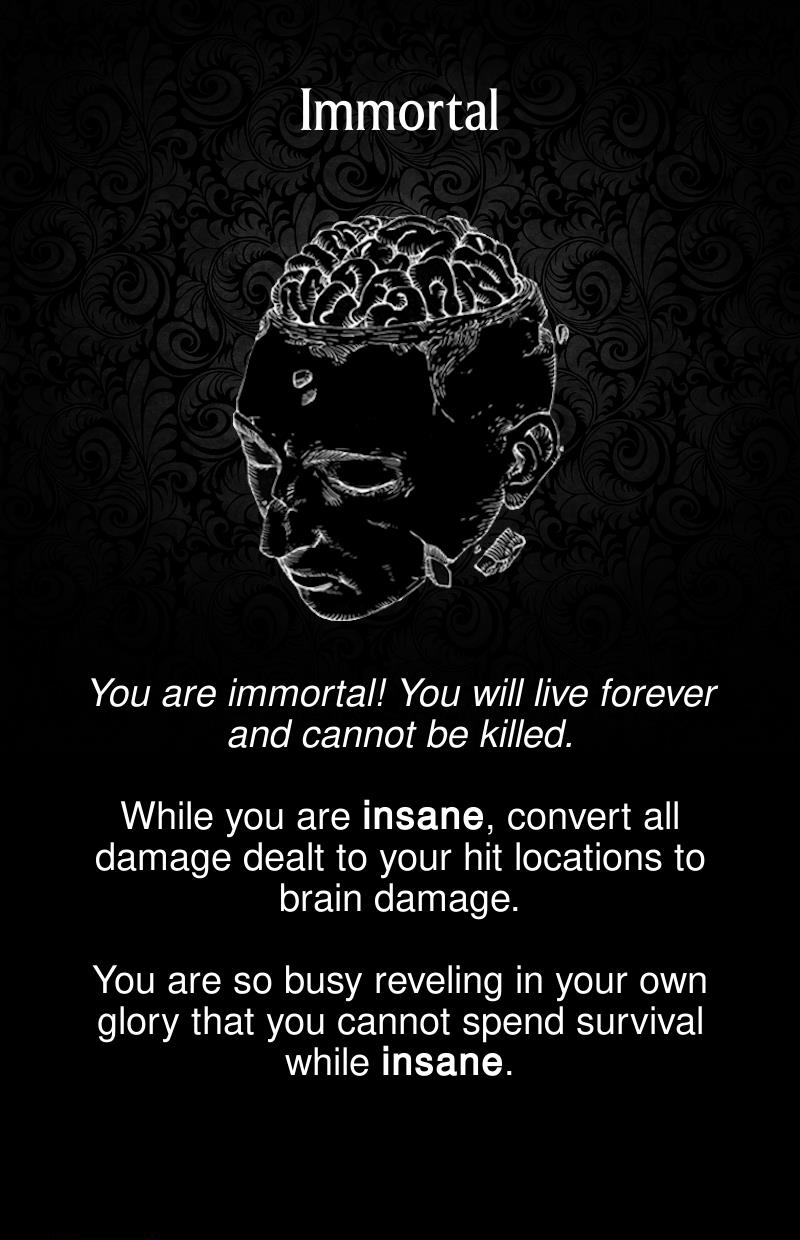 Immortal
You are immortal! You will live forever
and cannot be killed.
While you are insane, convert all
damage dealt to your hit locations to
brain damage.
You are so busy reveling in your own
glory that you cannot spend survival
while insane.